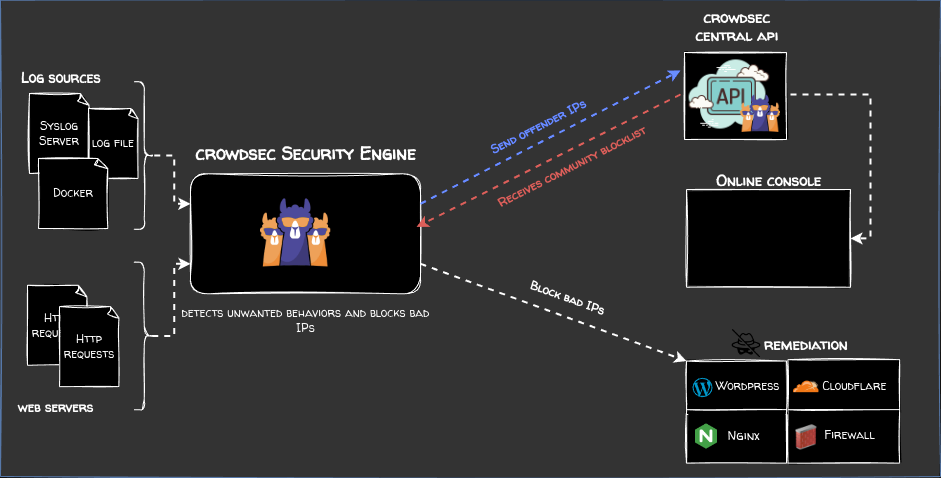 CROWDSEC
CENTRAL API
LOG SOURCES
SYSLOG
SERVER
LOG FILE
DOCKER
API
SEND OFFENDER IPs
RECEIVES COMMUNITY BLOCKLIST
CROWDSEC SECURITY ENGINE
ONLINE CONSOLE
DETECTS UNWANTED BEHAVIORS AND BLOCKS BAD
IPs
BLOCK BAD IPs
HTTP
REQUESTS
WEB SERVERS
REMEDIATION
WORDPRESS
CLOUDFLARE
NGINX
FIREWALL